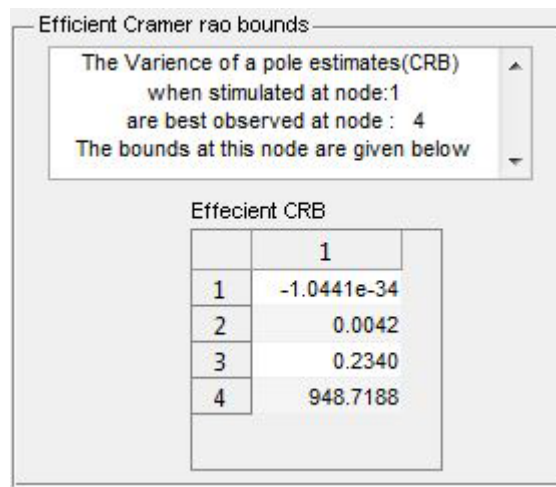 Efficient Cramer rao bounds
The Varience of a pole estimates(CRB)
when stimulated at node:1
are best observed at node : 4
The bounds at this node are given below
Effecient CRB
1
1 -1.0441e-34
2 0.0042
3 0.2340
4 948.7188